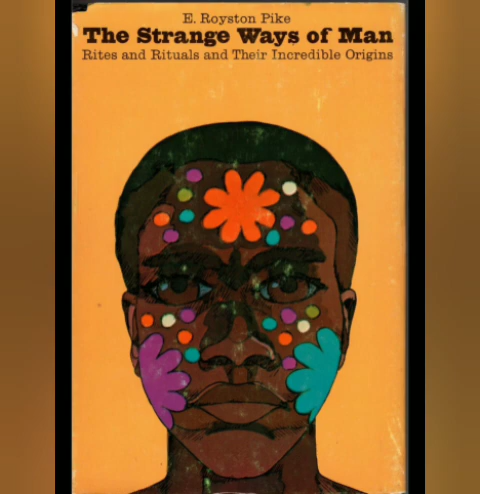 E. Royston Pike
The Strange Ways of Man
Rites and Rituals and Their Incredible Origins